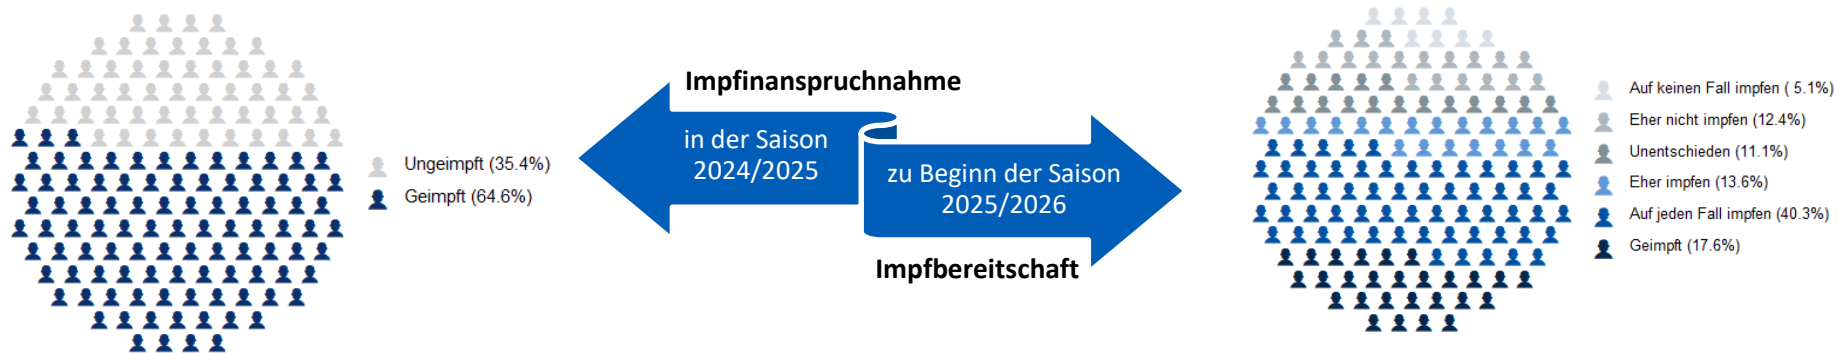 Ungeimpft (35.4%)
Geimpft (64.6%)
Impfinanspruchnahme
in der Saison
2024/2025
zu Beginn der Saison
2025/2026
Impfbereitschaft
Auf keinen Fall impfen ( 5.1%)
Eher nicht impfen (12.4%)
Unentschieden (11.1%)
Eher impfen (13.6%)
Auf jeden Fall impfen (40.3%)
Geimpft (17.6%)